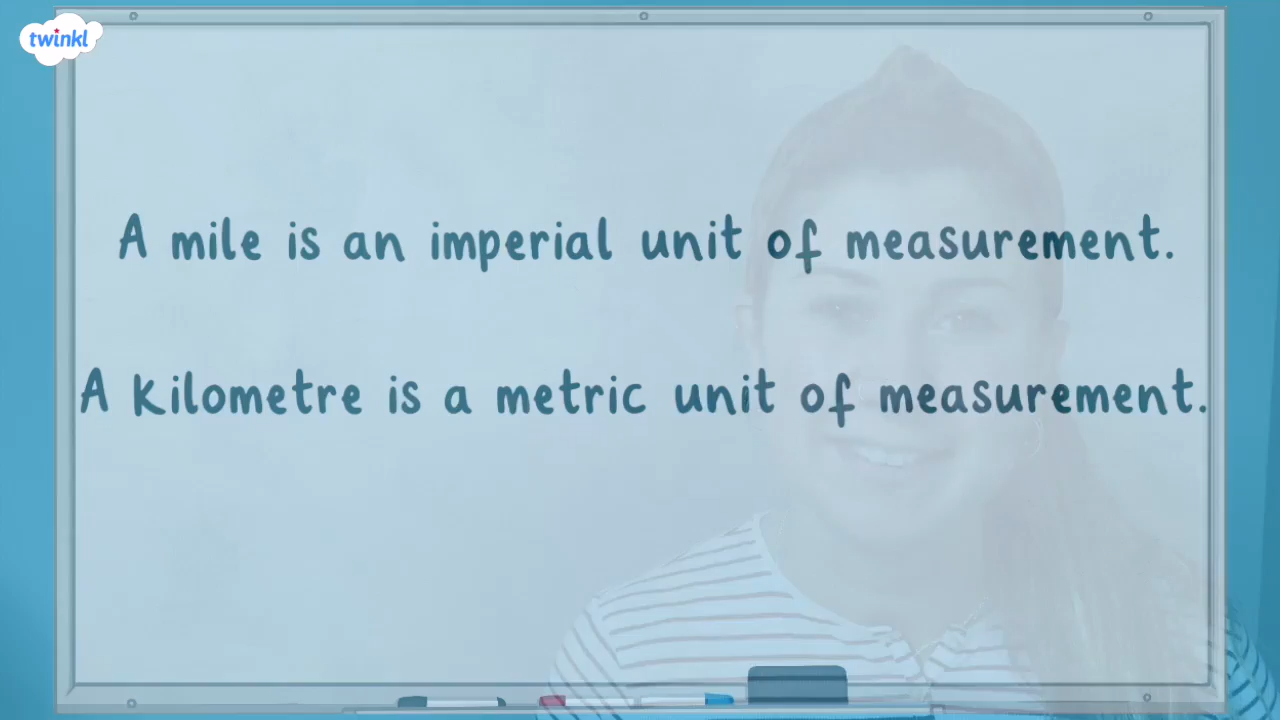 twinkl
A mile is an imperial unit of measurement.
A kilometre is a metric unit of measurement.